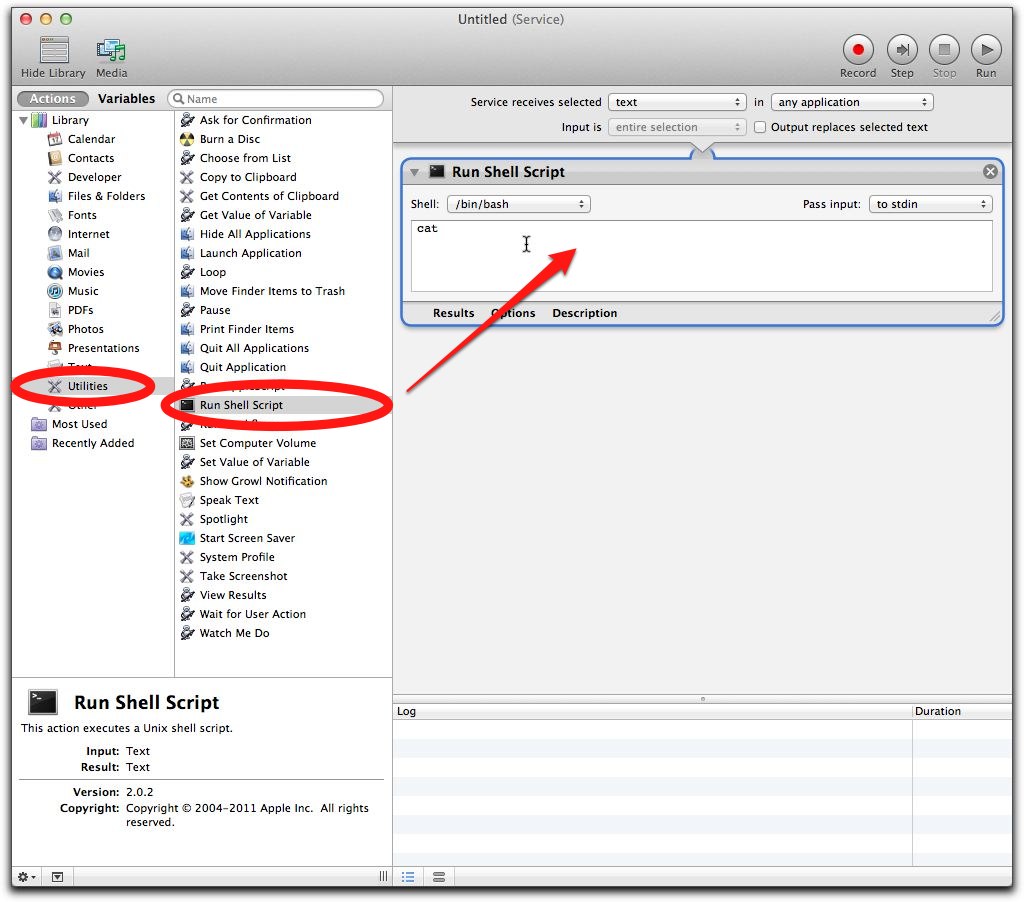 Untitled (Service)
Hide Library
Media
Record
Step
Stop
Run
Actions
Variables
Name
Service receives selected
text
in
any application
Input is
entire selection
Output replaces selected text
Library
Calendar
Contacts
Developer
Files & Folders
Fonts
Internet
Mail
Movies
Music
PDFs
Photos
Presentations
Utilities
Most Used
Recently Added
Ask for Confirmation
Burn a Disc
Choose from List
Copy to Clipboard
Get Contents of Clipboard
Get Value of Variable
Hide All Applications
Launch Application
Loop
Move Finder Items to Trash
Pause
Print Finder Items
Quit All Applications
Quit Application
Run Shell Script
Set Computer Volume
Set Value of Variable
Show Growl Notification
Speak Text
Spotlight
Start Screen Saver
System Profile
Take Screenshot
View Results
Wait for User Action
Watch Me Do
Run Shell Script
Shell:
/bin/bash
Pass input:
to stdin
cat
Results
Options
Description
Run Shell Script
This action executes a Unix shell script.
Input: Text
Result: Text
Version: 2.0.2
Copyright: Copyright © 2004-2011 Apple Inc. All rights
reserved.
Log
Duration